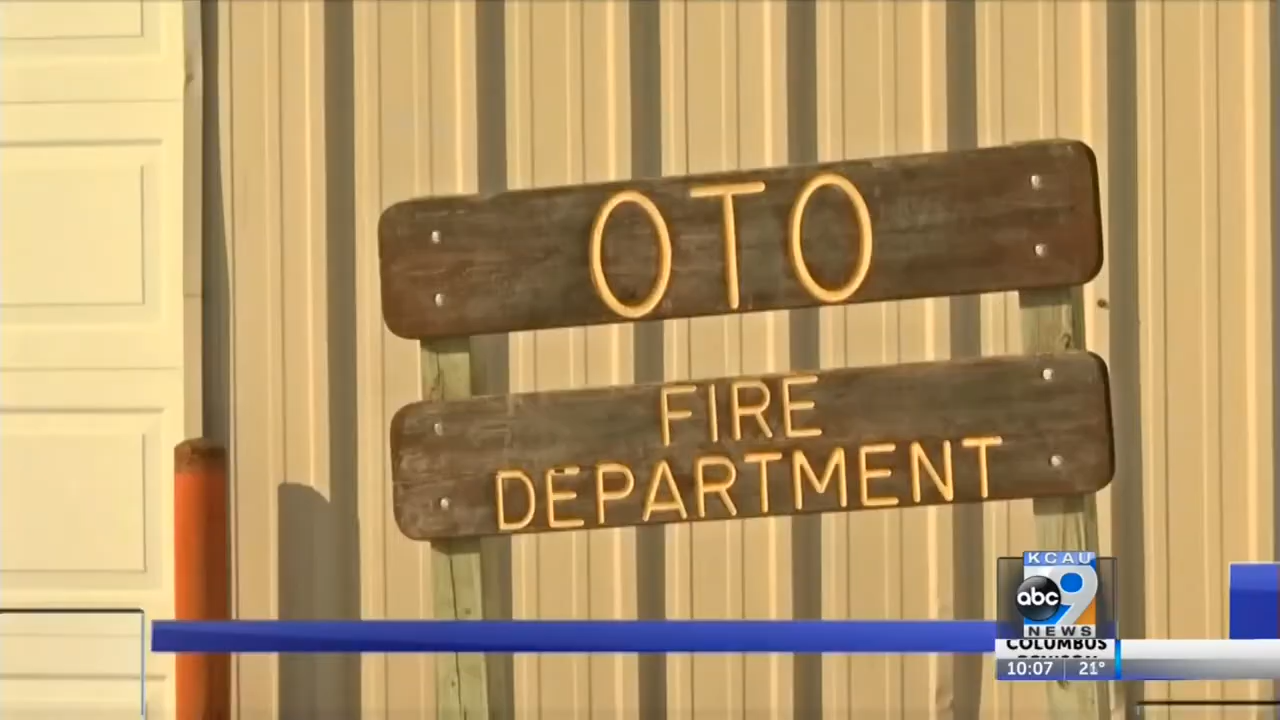 OTO
FIRE
DEPARTMENT
KCAU
abc 9
NEWS
COLUMBUS
10:07 21°